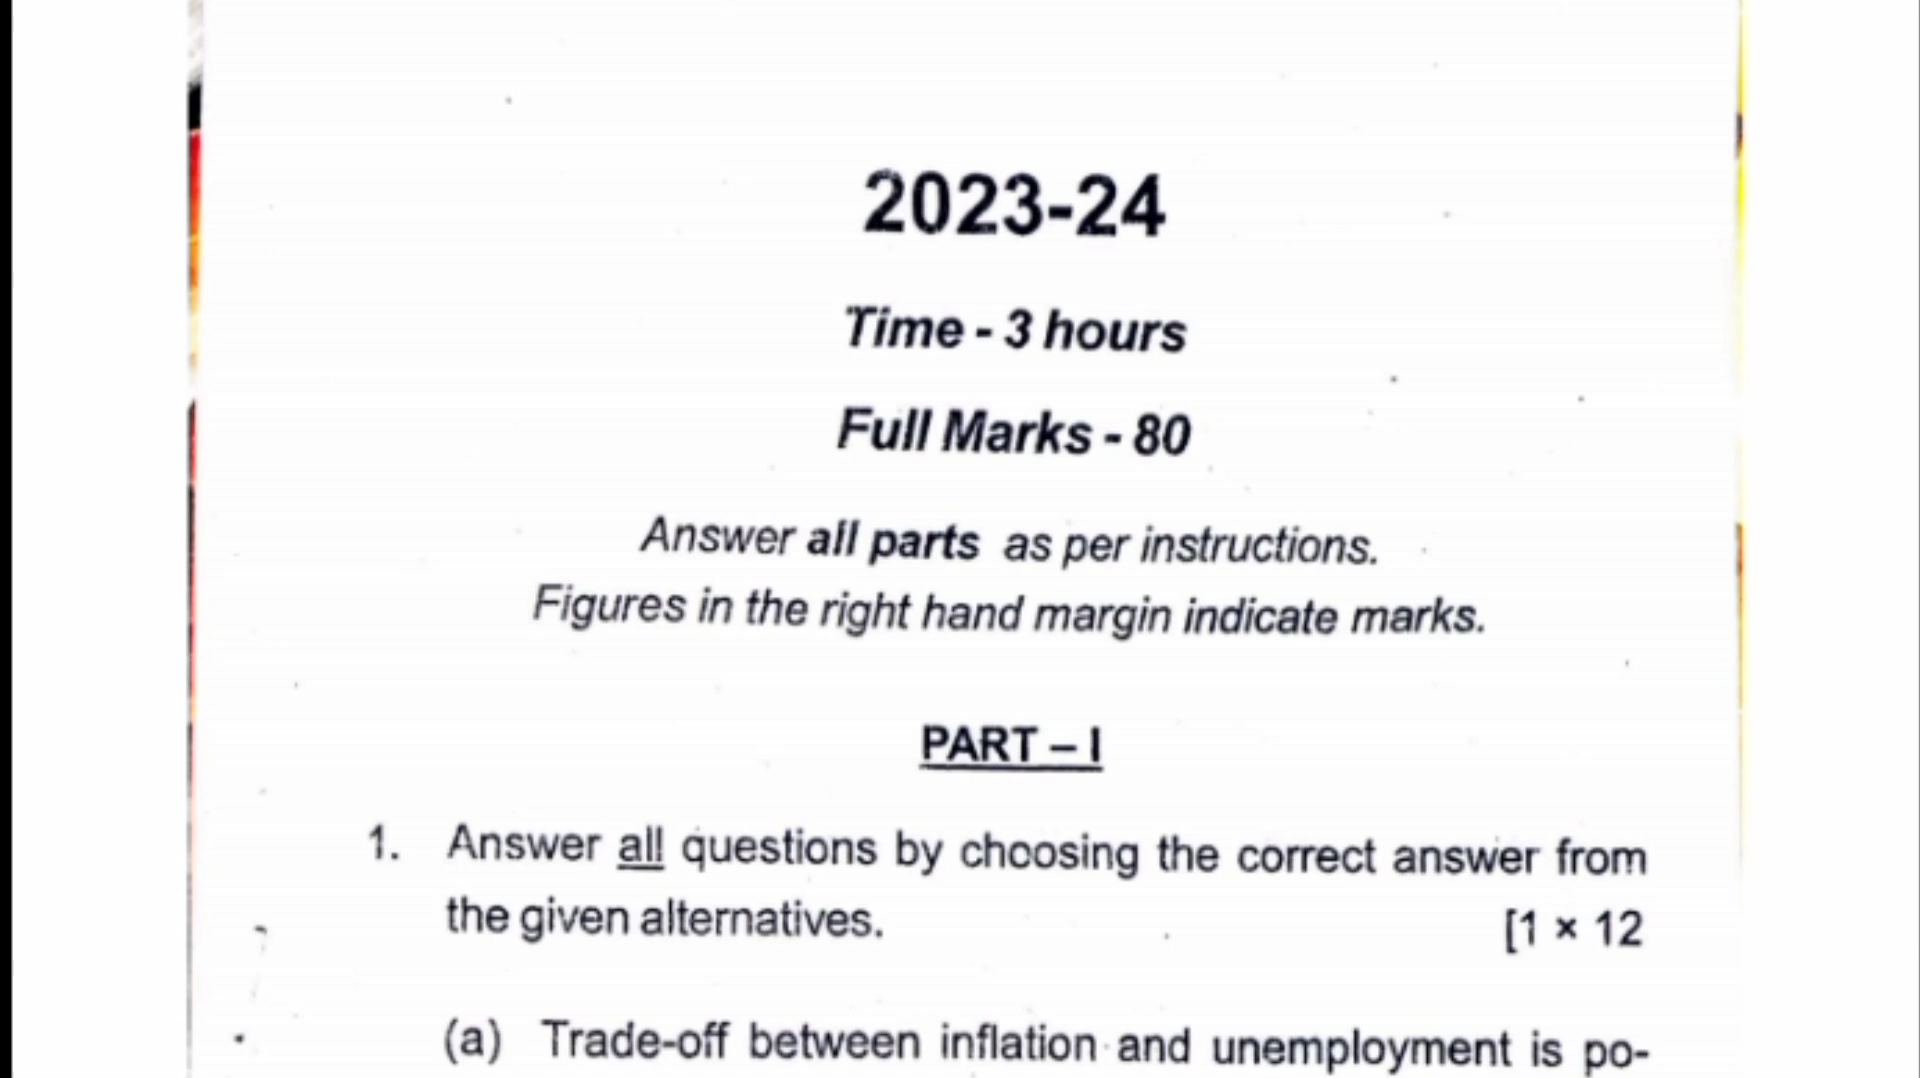 2023-24
Time - 3 hours
Full Marks - 80
Answer all parts as per instructions.
Figures in the right hand margin indicate marks.
PART – I
1. Answer all questions by choosing the correct answer from
the given alternatives. [1 × 12
(a) Trade-off between inflation and unemployment is po-